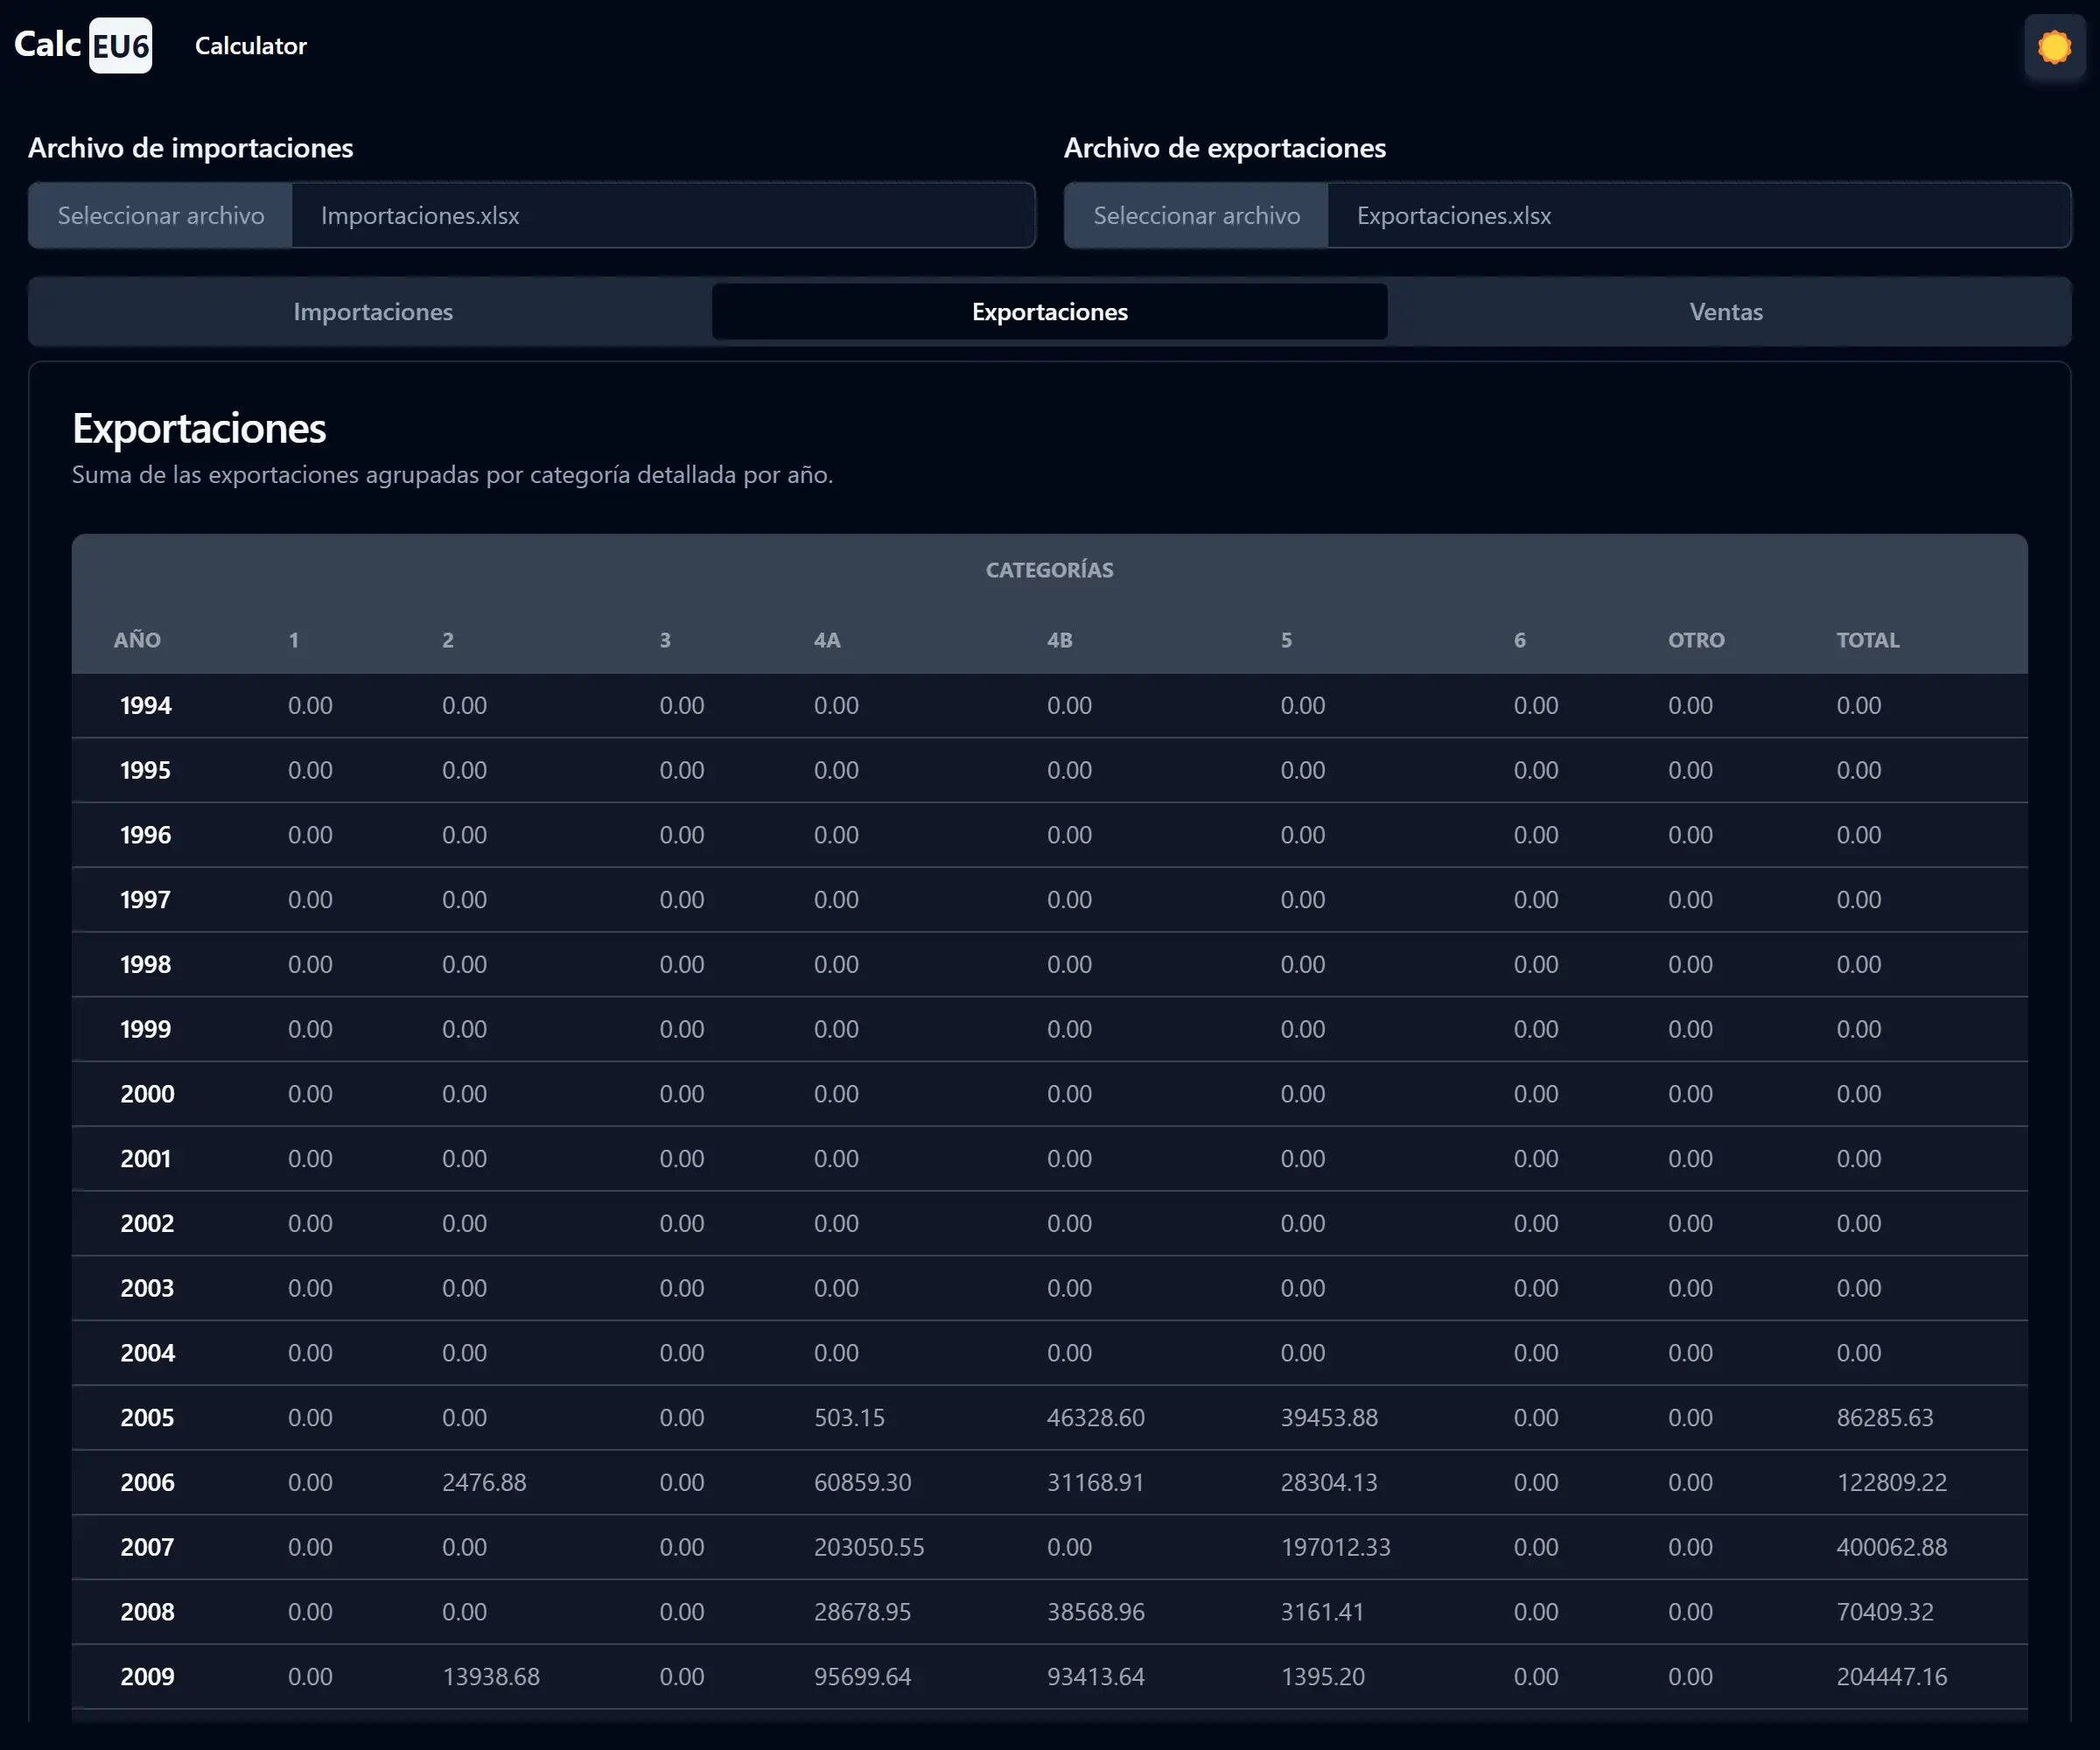 Calc EU6 Calculator
Archivo de importaciones Archivo de exportaciones
Seleccionar archivo Importaciones.xlsx Seleccionar archivo Exportaciones.xlsx
Importaciones Exportaciones Ventas
Exportaciones
Suma de las exportaciones agrupadas por categoría detallada por año.
CATEGORÍAS
AÑO 1 2 3 4A 4B 5 6 OTRO TOTAL
1994 0.00 0.00 0.00 0.00 0.00 0.00 0.00 0.00 0.00
1995 0.00 0.00 0.00 0.00 0.00 0.00 0.00 0.00 0.00
1996 0.00 0.00 0.00 0.00 0.00 0.00 0.00 0.00 0.00
1997 0.00 0.00 0.00 0.00 0.00 0.00 0.00 0.00 0.00
1998 0.00 0.00 0.00 0.00 0.00 0.00 0.00 0.00 0.00
1999 0.00 0.00 0.00 0.00 0.00 0.00 0.00 0.00 0.00
2000 0.00 0.00 0.00 0.00 0.00 0.00 0.00 0.00 0.00
2001 0.00 0.00 0.00 0.00 0.00 0.00 0.00 0.00 0.00
2002 0.00 0.00 0.00 0.00 0.00 0.00 0.00 0.00 0.00
2003 0.00 0.00 0.00 0.00 0.00 0.00 0.00 0.00 0.00
2004 0.00 0.00 0.00 0.00 0.00 0.00 0.00 0.00 0.00
2005 0.00 0.00 0.00 503.15 46328.60 39453.88 0.00 0.00 86285.63
2006 0.00 2476.88 0.00 60859.30 31168.91 28304.13 0.00 0.00 122809.22
2007 0.00 0.00 0.00 203050.55 0.00 197012.33 0.00 0.00 400062.88
2008 0.00 0.00 0.00 28678.95 38568.96 3161.41 0.00 0.00 70409.32
2009 0.00 13938.68 0.00 95699.64 93413.64 1395.20 0.00 0.00 204447.16